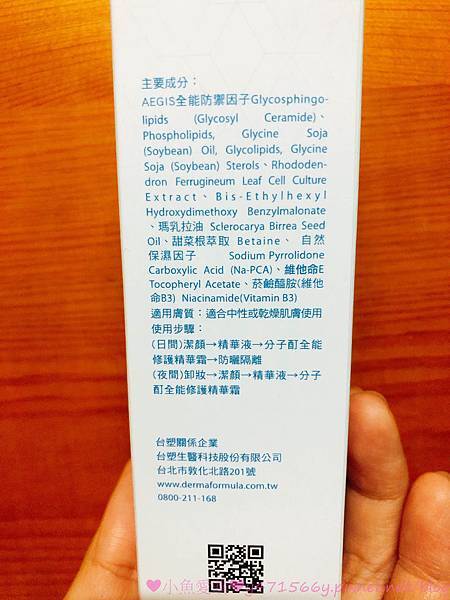 主要成分：
AEGIS全能防禦因子Glycosphingo-
lipids (Glycosyl Ceramide)、
Phospholipids, Glycine Soja
(Soybean) Oil, Glycolipids, Glycine
Soja (Soybean) Sterols、Rhododen-
dron Ferrugineum Leaf Cell Culture
Extract、Bis-Ethylhexyl
Hydroxydimethoxy Benzylmalonate
、瑪乳拉油 Sclerocarya Birrea Seed
Oil、甜菜根萃取 Betaine、 自然
保濕因子 Sodium Pyrrolidone
Carboxylic Acid (Na-PCA)、維他命E
Tocopheryl Acetate、菸鹼醯胺(維他
命B3) Niacinamide(Vitamin B3)
適用膚質：適合中性或乾燥肌膚使用
使用步驟：
(日間)潔顏→精華液→分子酊全能
修護精華霜→防曬隔離
(夜間)卸妝→潔顏→精華液→分子
酊全能修護精華霜
台塑關係企業
台塑生醫科技股份有限公司
台北市敦化北路201號
www.dermaformula.com.tw
0800-211-168